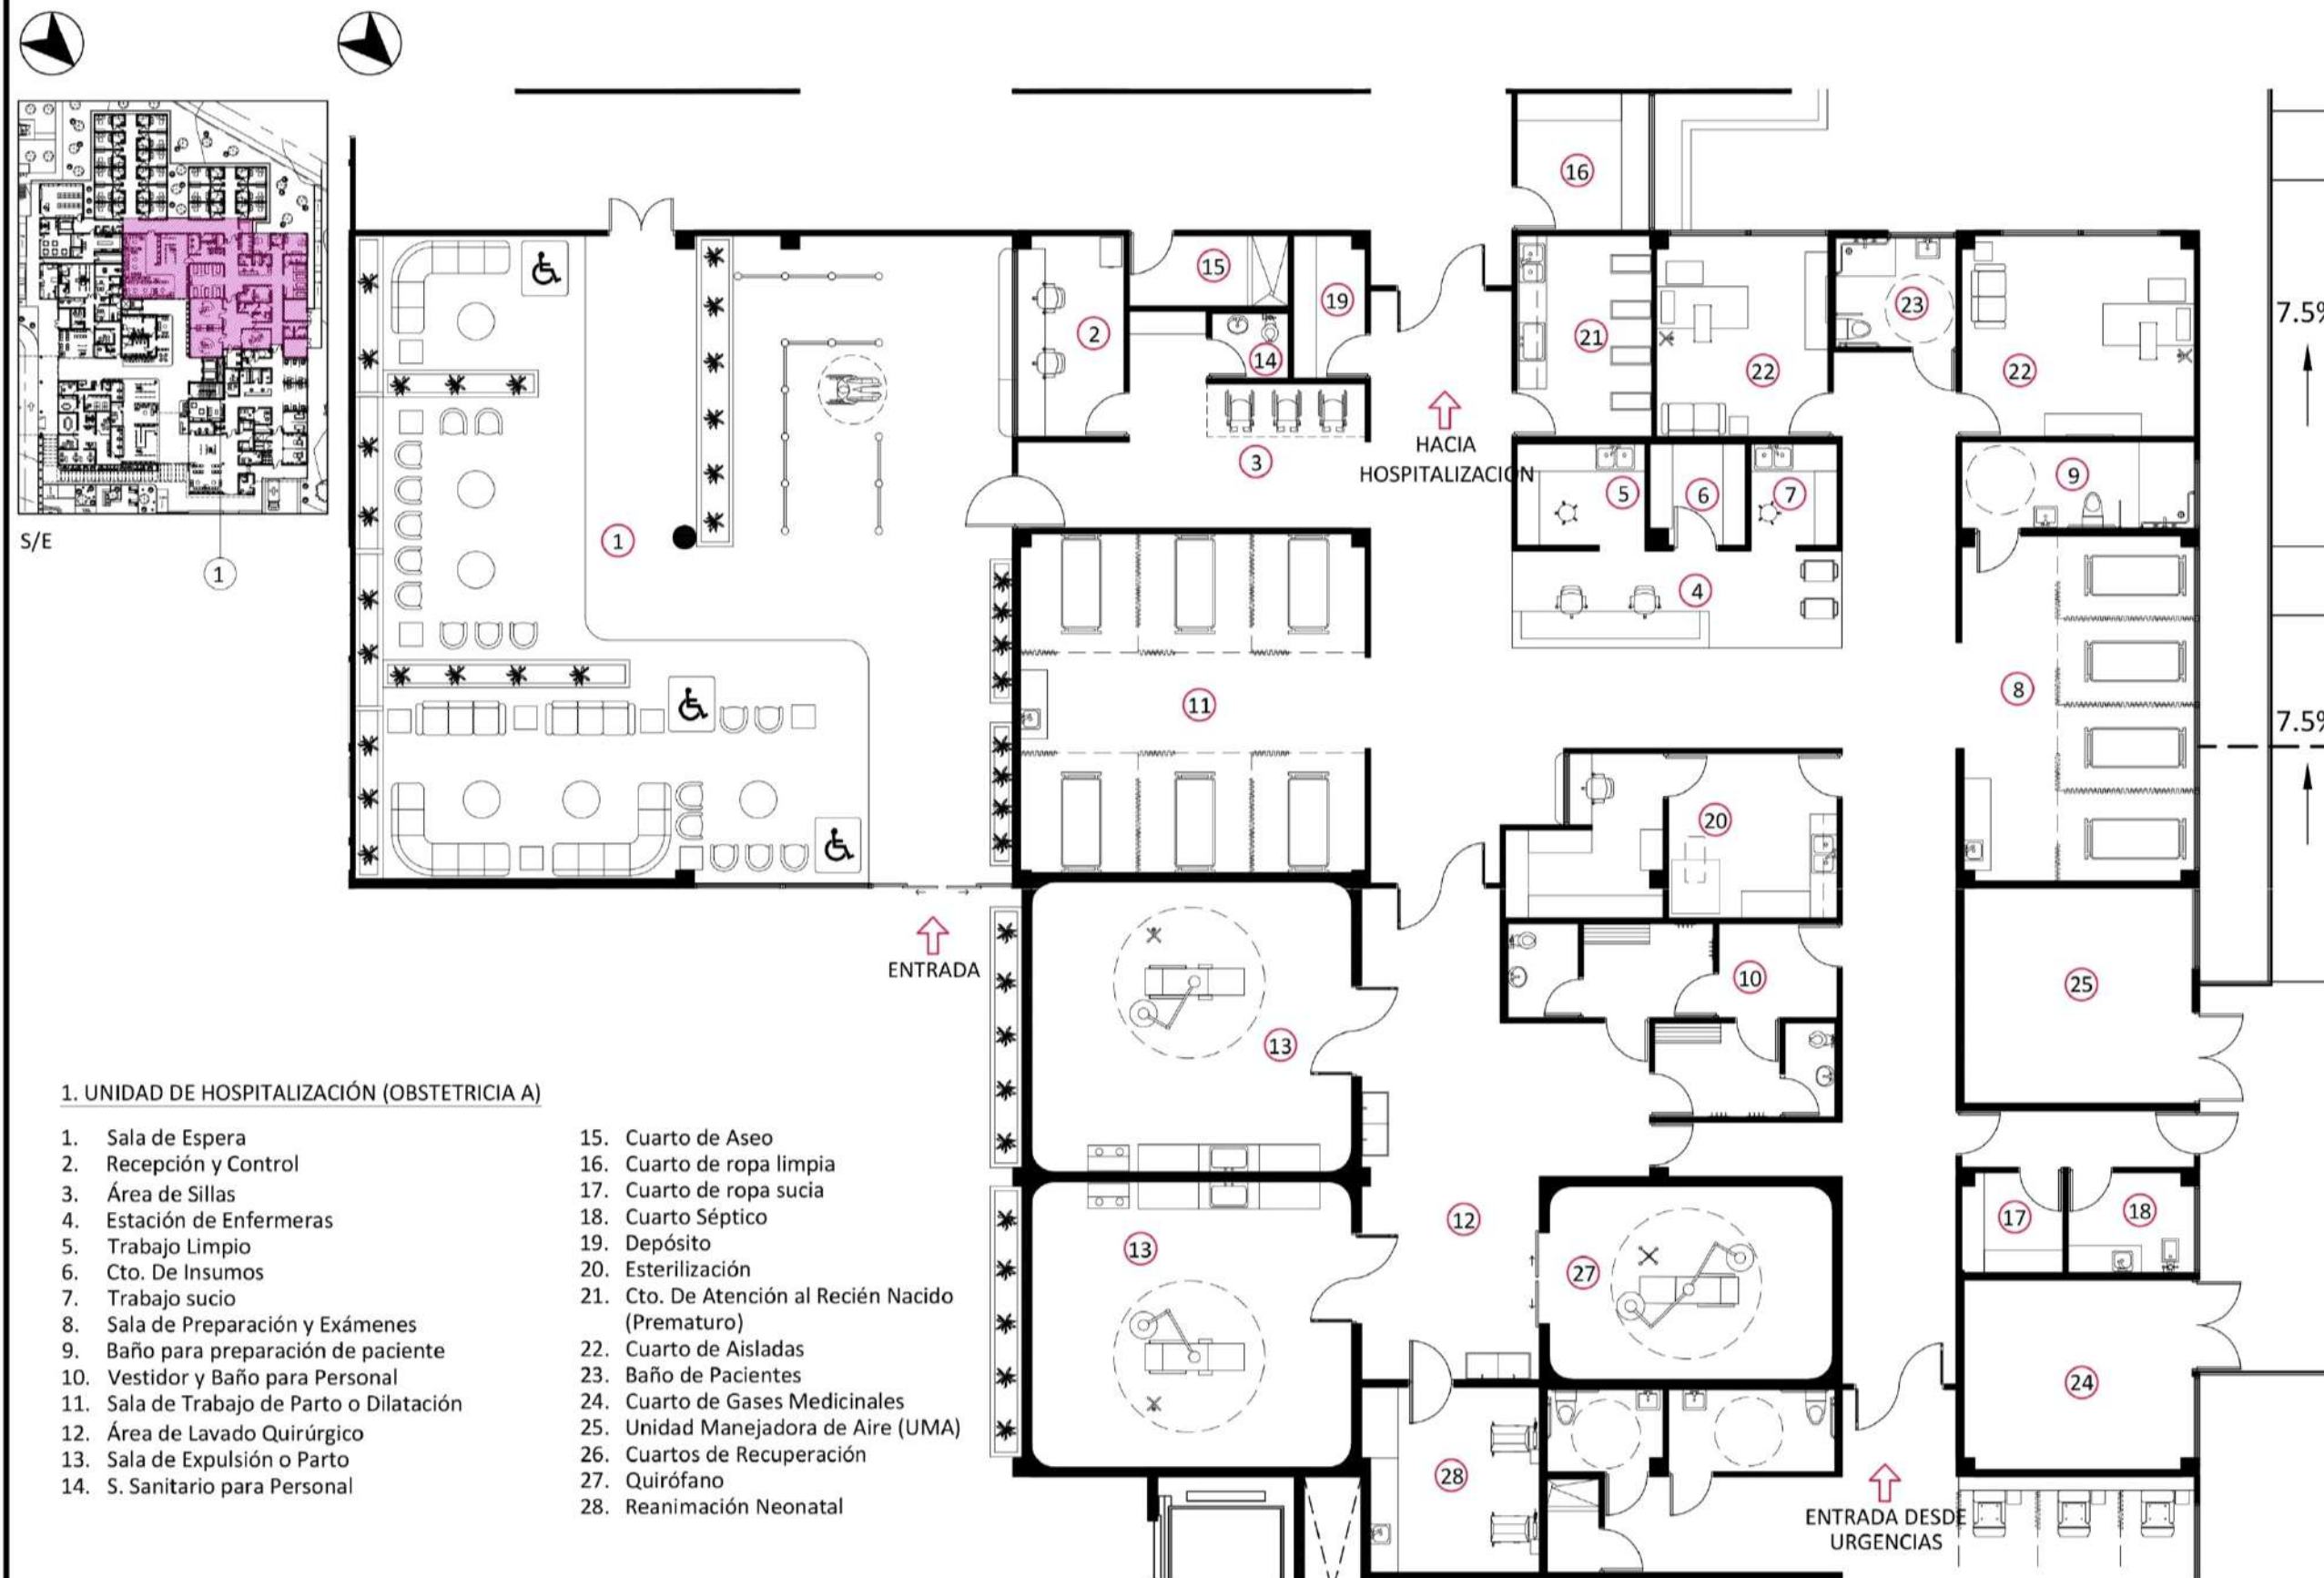 16
15
19
2
14
21
22
23
22
7.5%
3
HACIA
HOSPITALIZACIÓN
5
6
7
9
1
4
8
11
7.5%
S/E
1
20
ENTRADA
10
25
13
12
13
27
17
18
24
28
ENTRADA DESDE
URGENCIAS
1. UNIDAD DE HOSPITALIZACIÓN (OBSTETRICIA A)
1. Sala de Espera
2. Recepción y Control
3. Área de Sillas
4. Estación de Enfermeras
5. Trabajo Limpio
6. Cto. De Insumos
7. Trabajo sucio
8. Sala de Preparación y Exámenes
9. Baño para preparación de paciente
10. Vestidor y Baño para Personal
11. Sala de Trabajo de Parto o Dilatación
12. Área de Lavado Quirúrgico
13. Sala de Expulsión o Parto
14. S. Sanitario para Personal
15. Cuarto de Aseo
16. Cuarto de ropa limpia
17. Cuarto de ropa sucia
18. Cuarto Séptico
19. Depósito
20. Esterilización
21. Cto. De Atención al Recién Nacido
(Prematuro)
22. Cuarto de Aisladas
23. Baño de Pacientes
24. Cuarto de Gases Medicinales
25. Unidad Manejadora de Aire (UMA)
26. Cuartos de Recuperación
27. Quirófano
28. Reanimación Neonatal